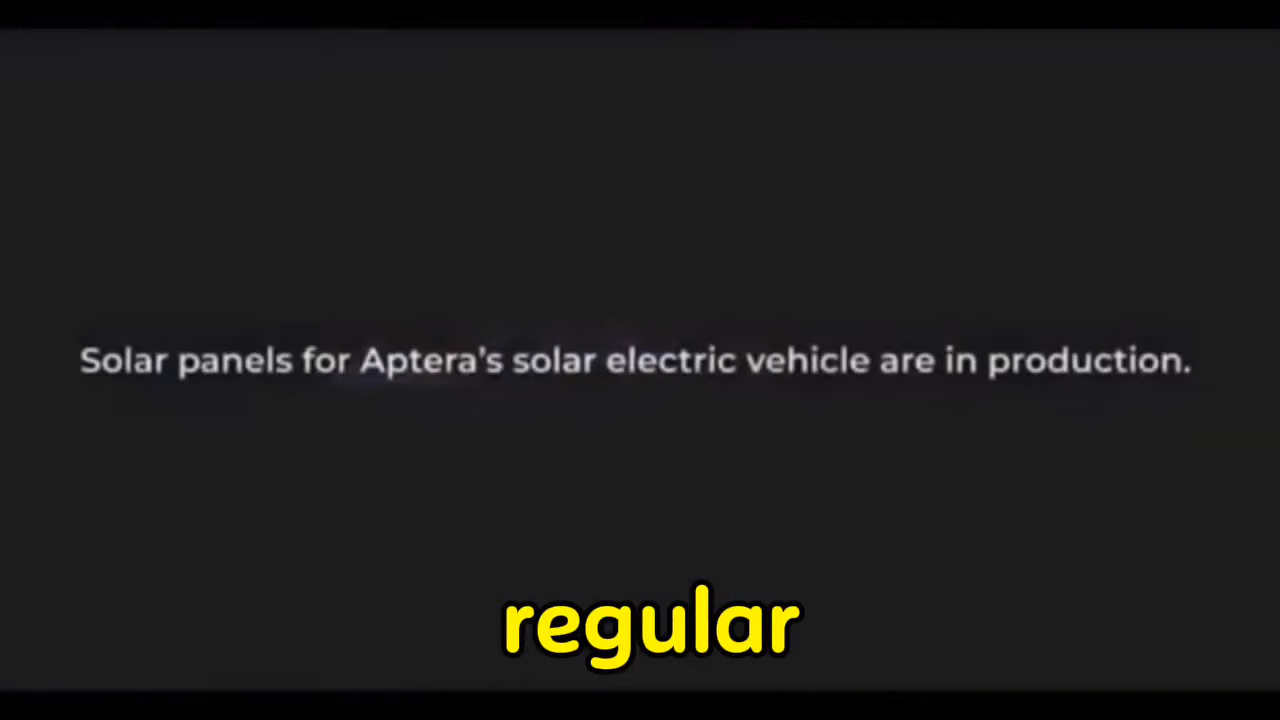 Solar panels for Aptera's solar electric vehicle are in production.
regular